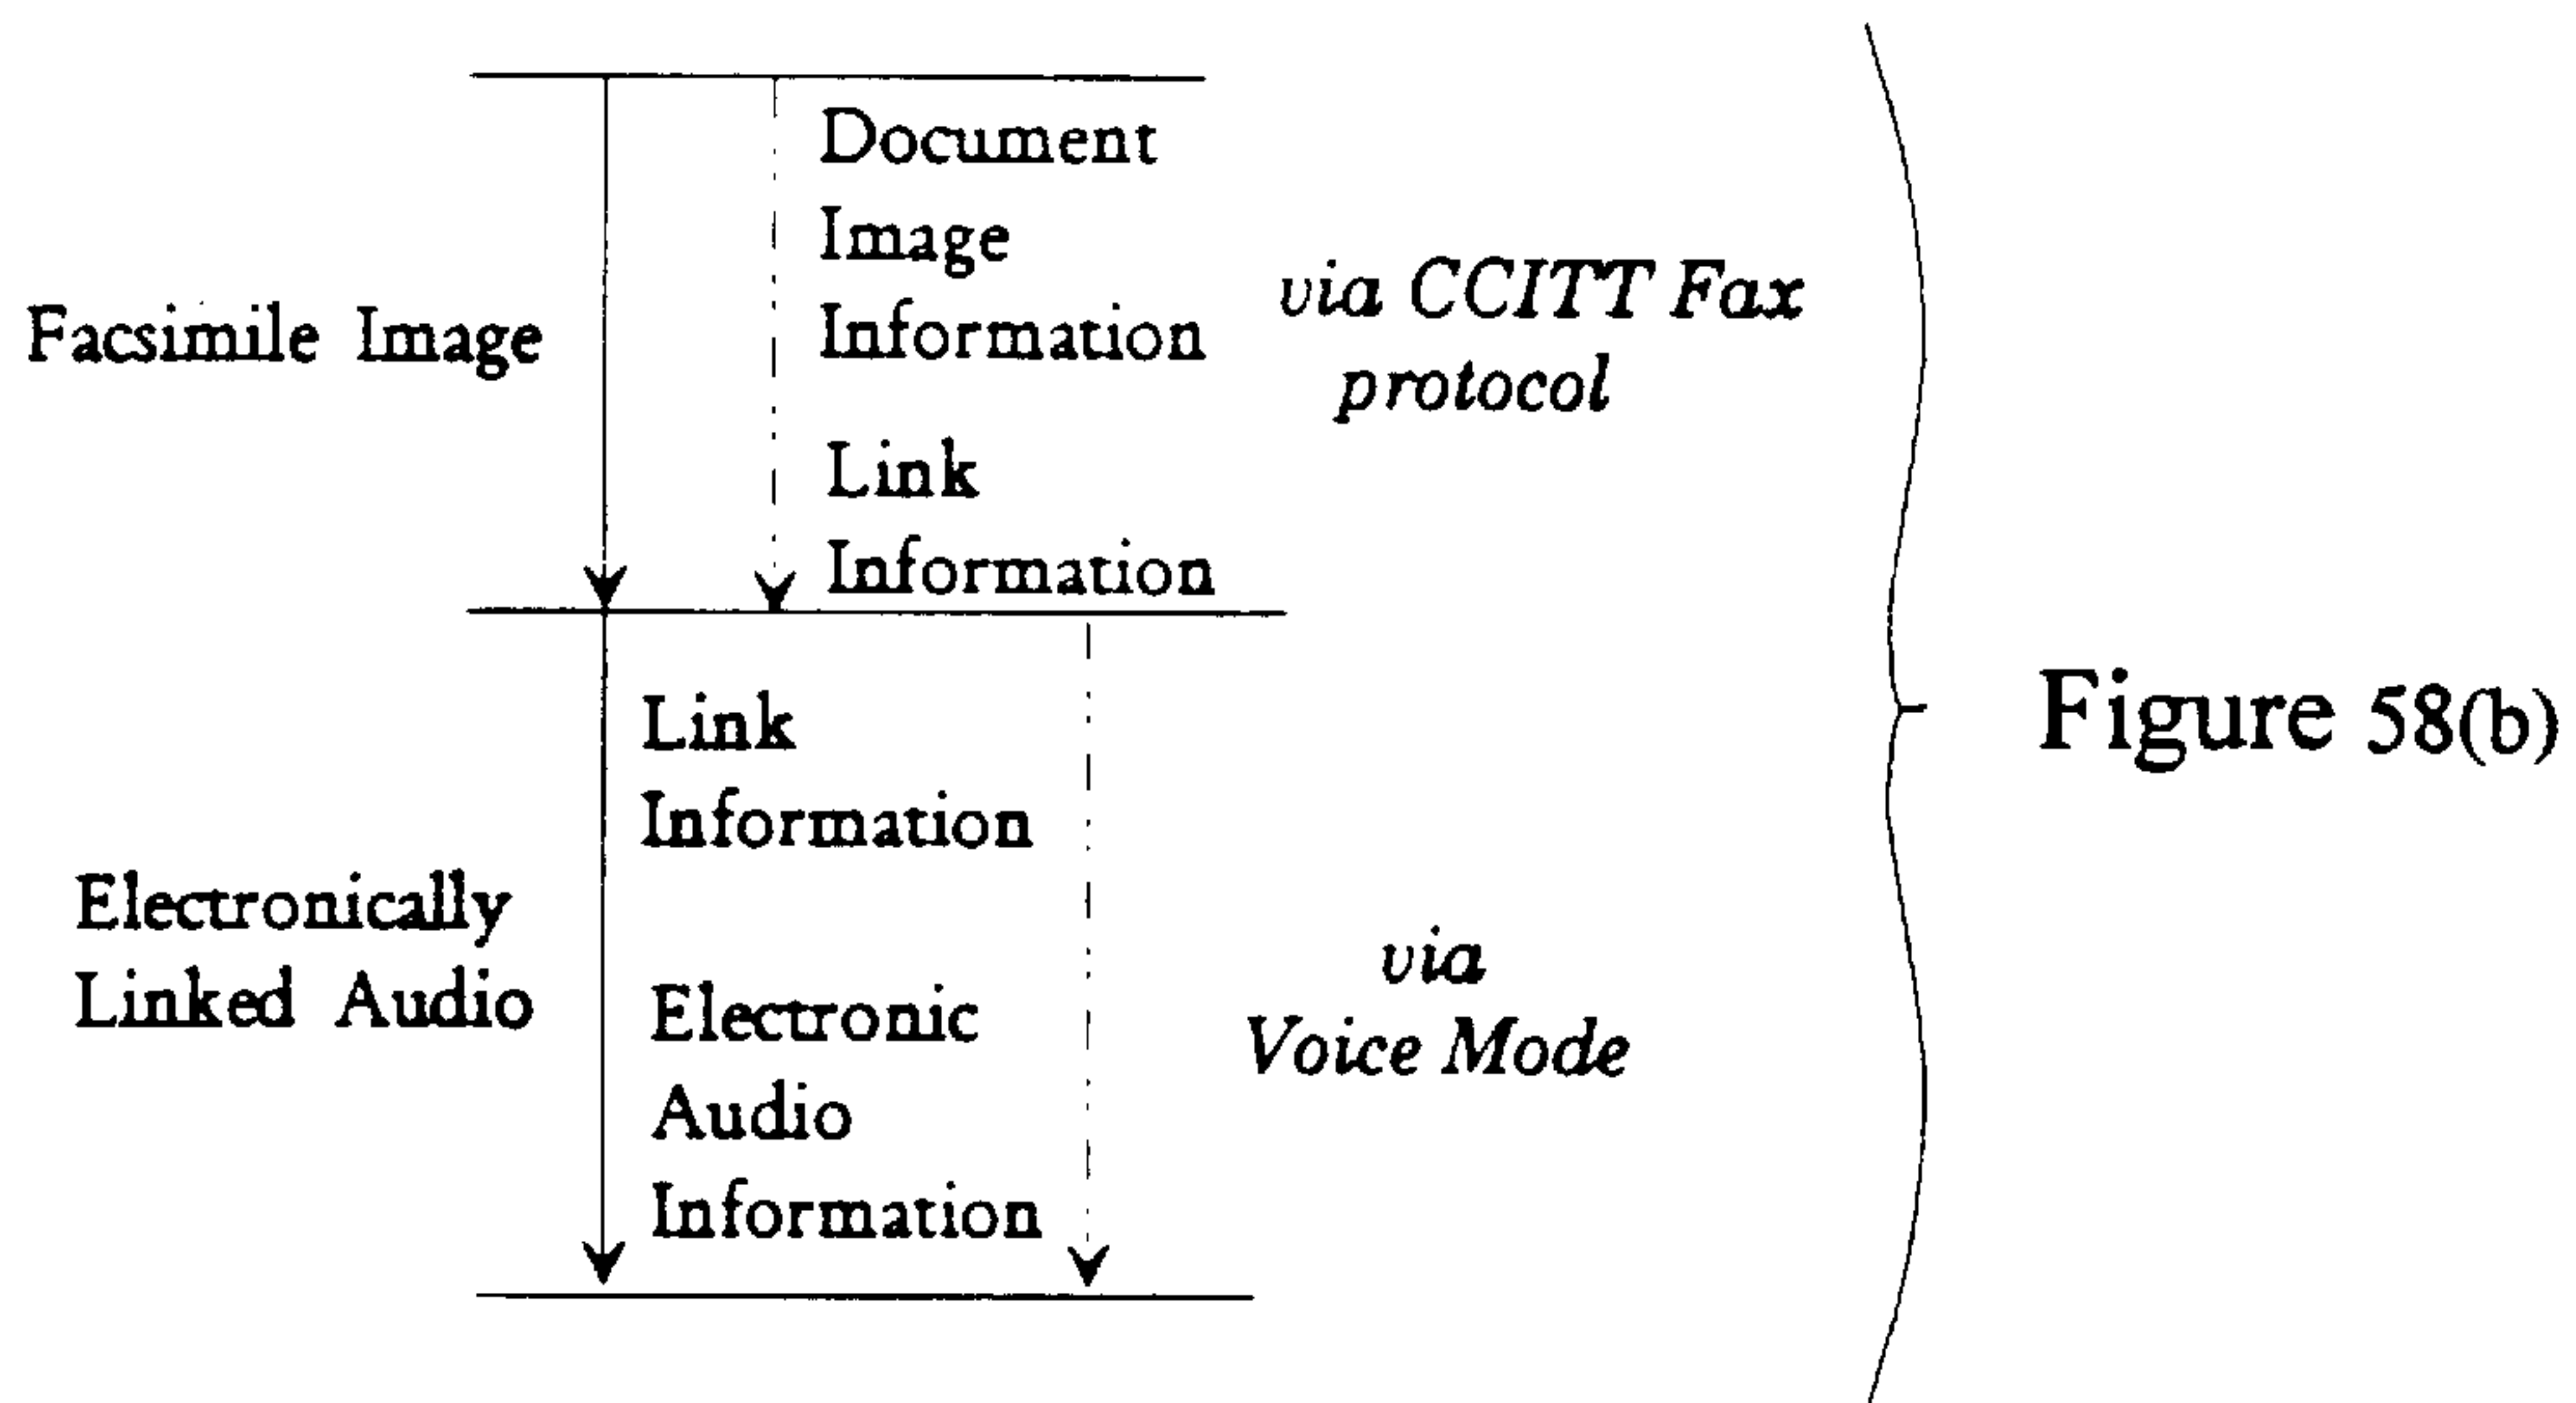 Document
Image
Information
Facsimile Image
via CCITT Fax
protocol
Link
Information
Link
Information
Electronically
Linked Audio
Electronic
Audio
Information
via
Voice Mode
Figure 58(b)